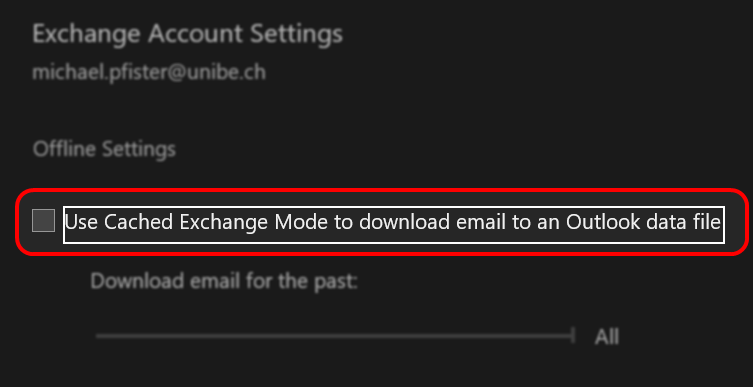 Exchange Account Settings
michael.pfister@unibe.ch
Offline Settings
Use Cached Exchange Mode to download email to an Outlook data file
Download email for the past:
All